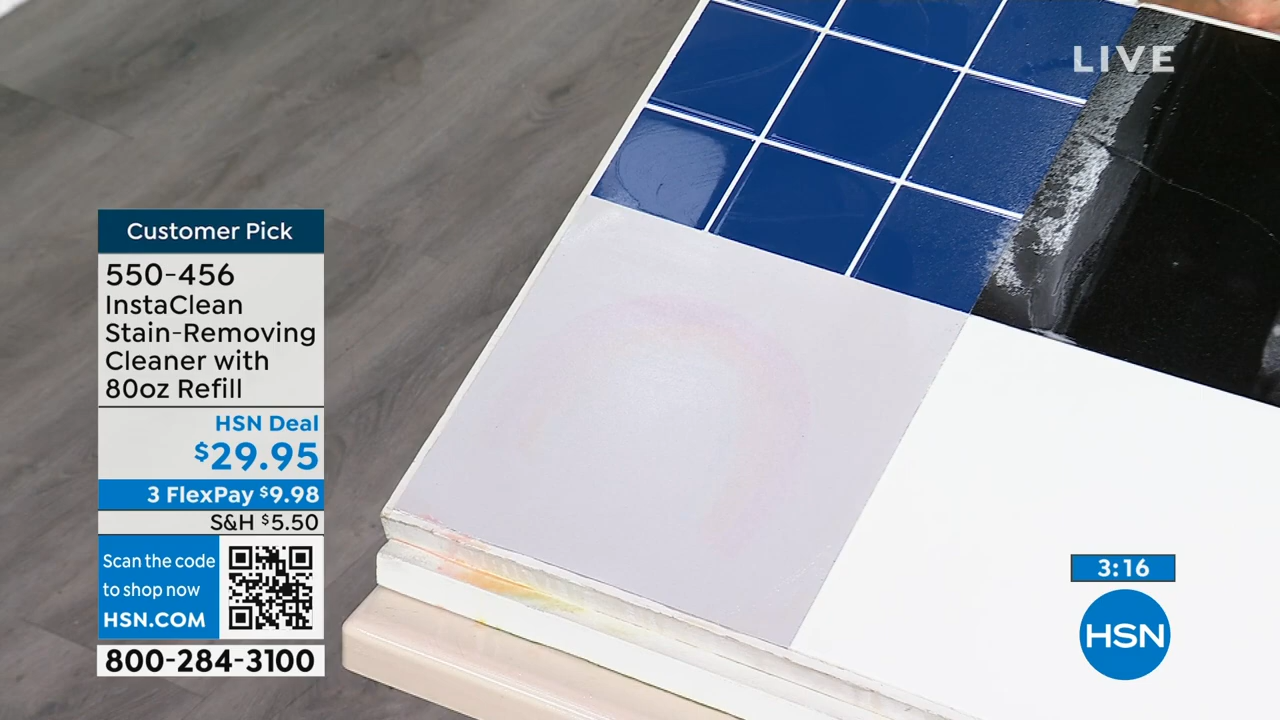 LIVE
Customer Pick
550-456
InstaClean
Stain-Removing
Cleaner with
80oz Refill
HSN Deal
$29.95
3 FlexPay $9.98
S&H $5.50
Scan the code
to shop now
HSN.COM
800-284-3100
3:16
HSN